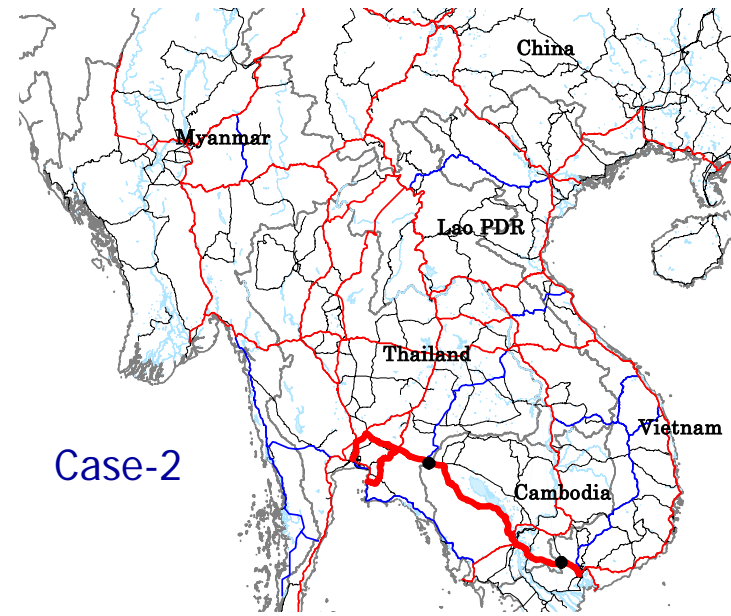 China
Myanmar
Lao PDR
Thailand
Vietnam
Case-2
Cambodia